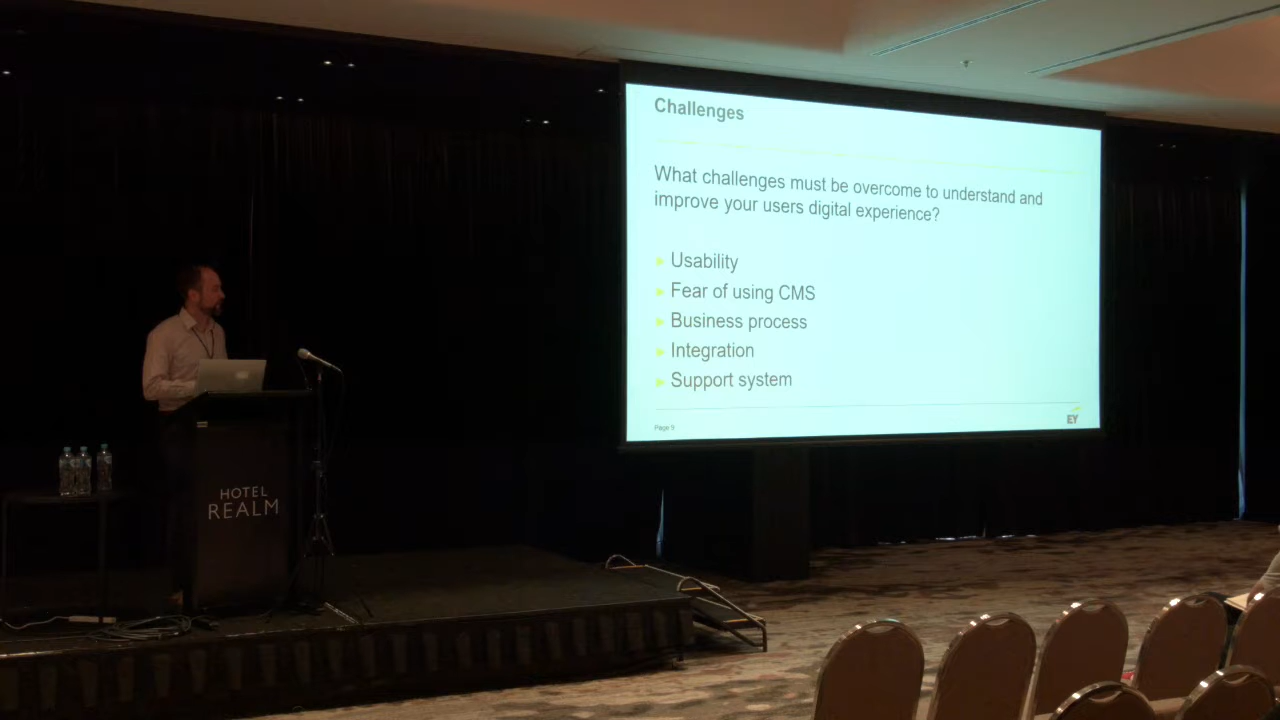 Challenges
What challenges must be overcome to understand and
improve your users digital experience?
Usability
Fear of using CMS
Business process
Integration
Support system
Page 9
EY
HOTEL
REALM